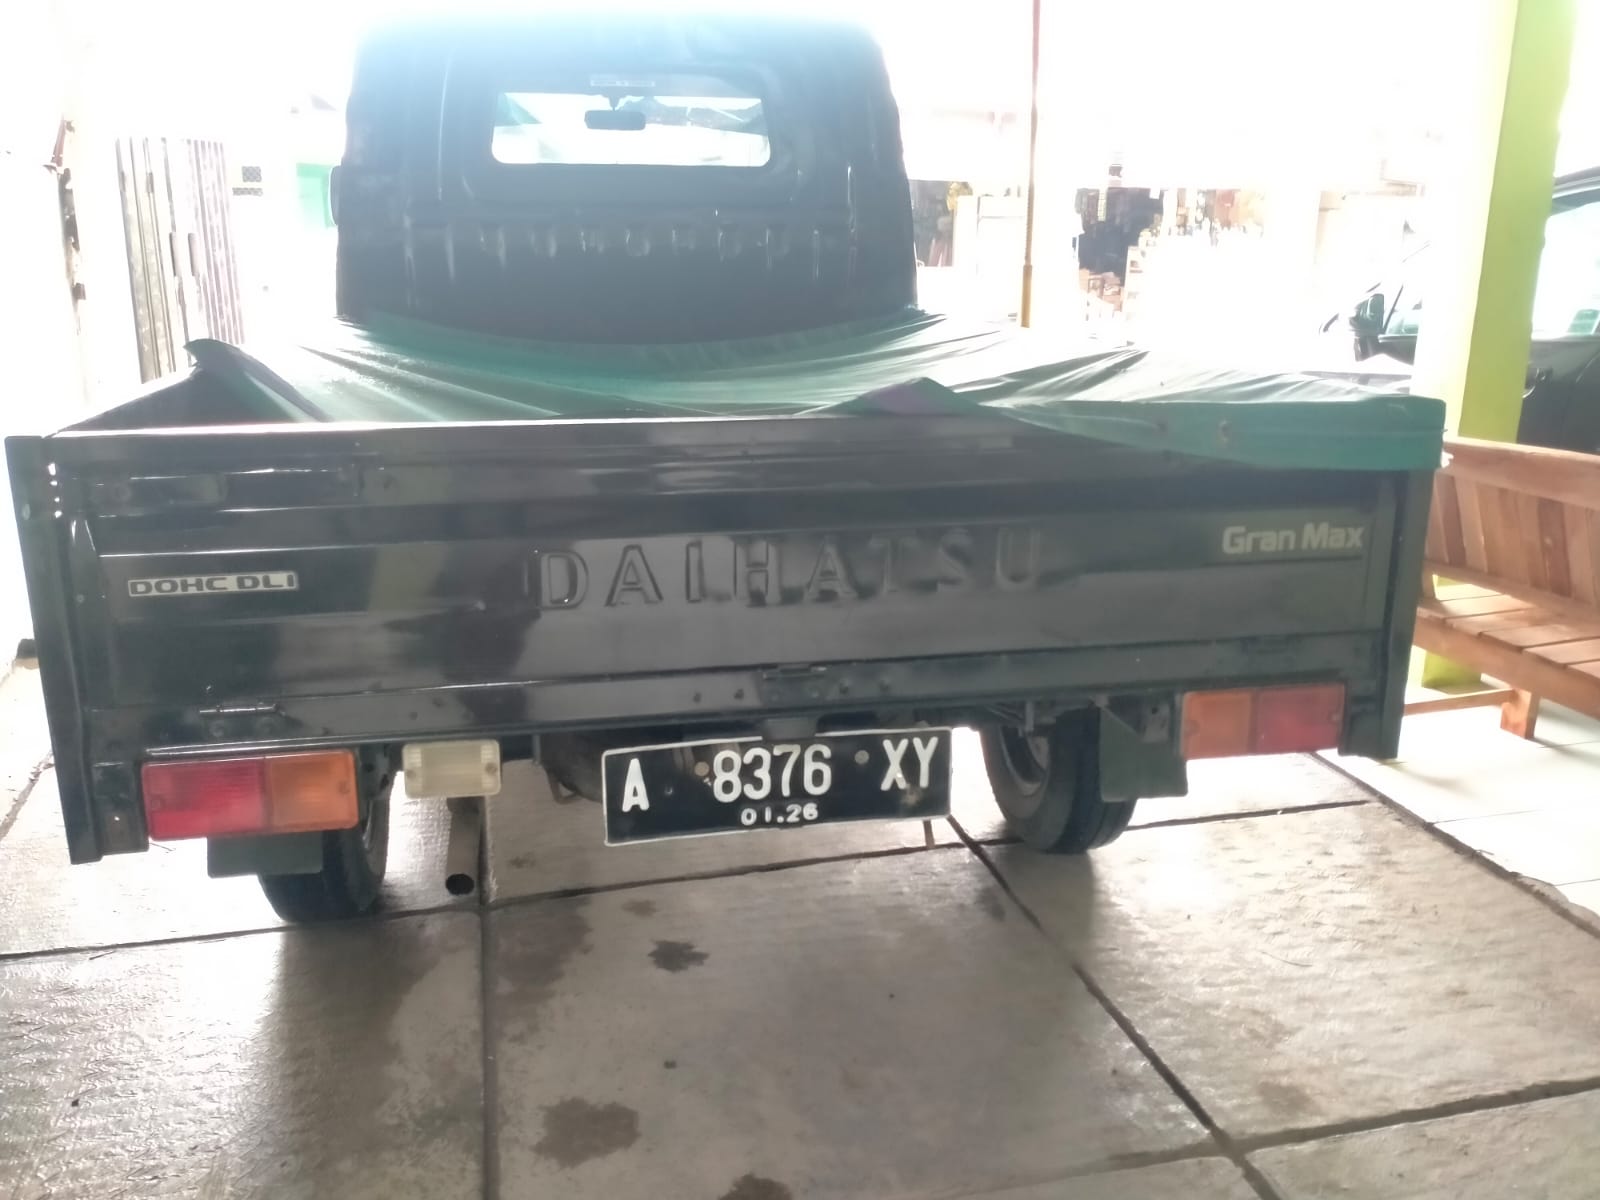 DAIHATSU
Gran Max
DOHC DLI
A 8376 XY
01.26